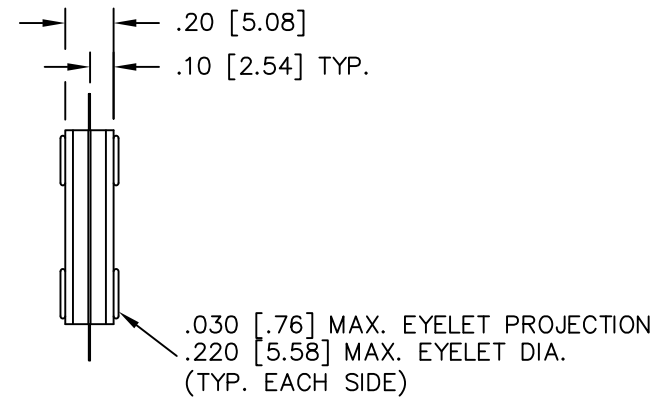 .20 [5.08]
.10 [2.54] TYP.
.030 [.76] MAX. EYELET PROJECTION
.220 [5.58] MAX. EYELET DIA.
(TYP. EACH SIDE)